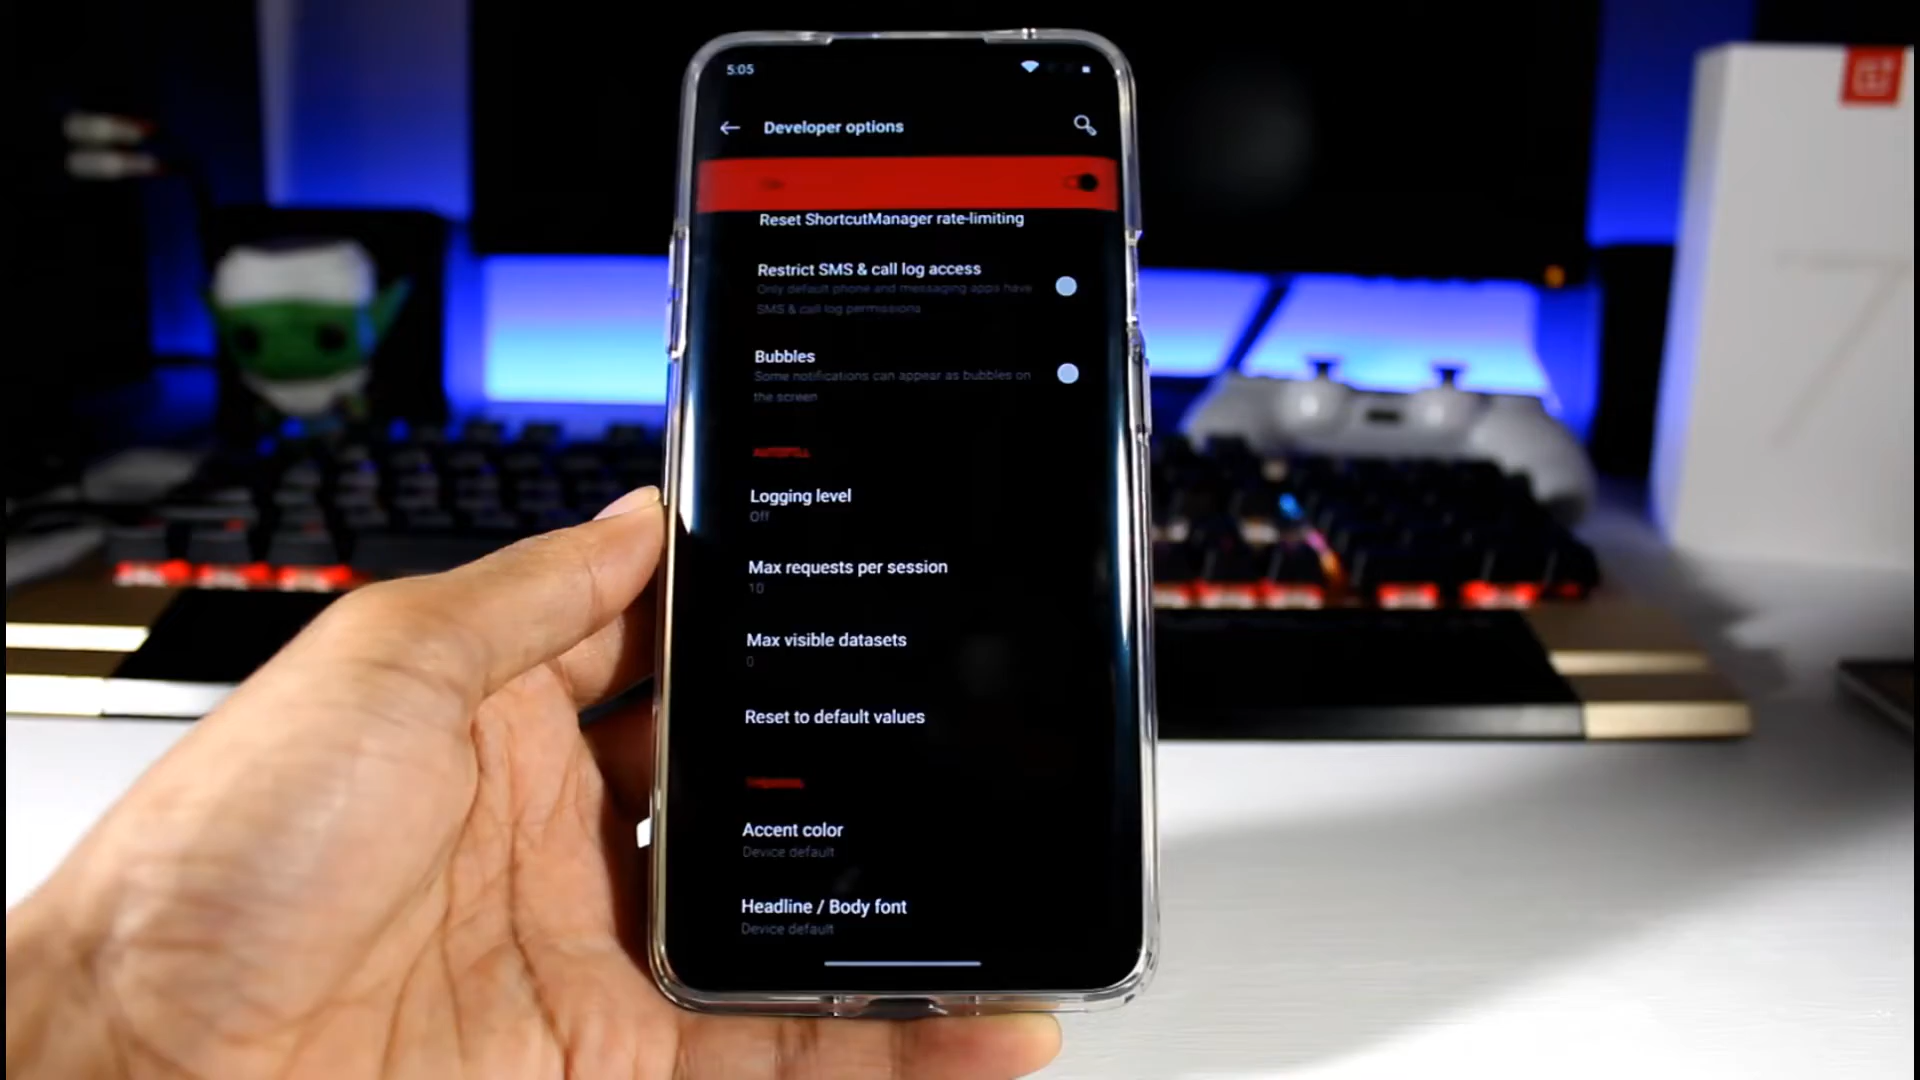 5:05
Developer options
Reset ShortcutManager rate-limiting
Restrict SMS & call log access
Only default phone and messaging apps have
SMS & call log permissions
Bubbles
Some notifications can appear as bubbles on
the screen
AUTOFILL
Logging level
Off
Max requests per session
10
Max visible datasets
0
Reset to default values
Accent color
Device default
Headline / Body font
Device default
7